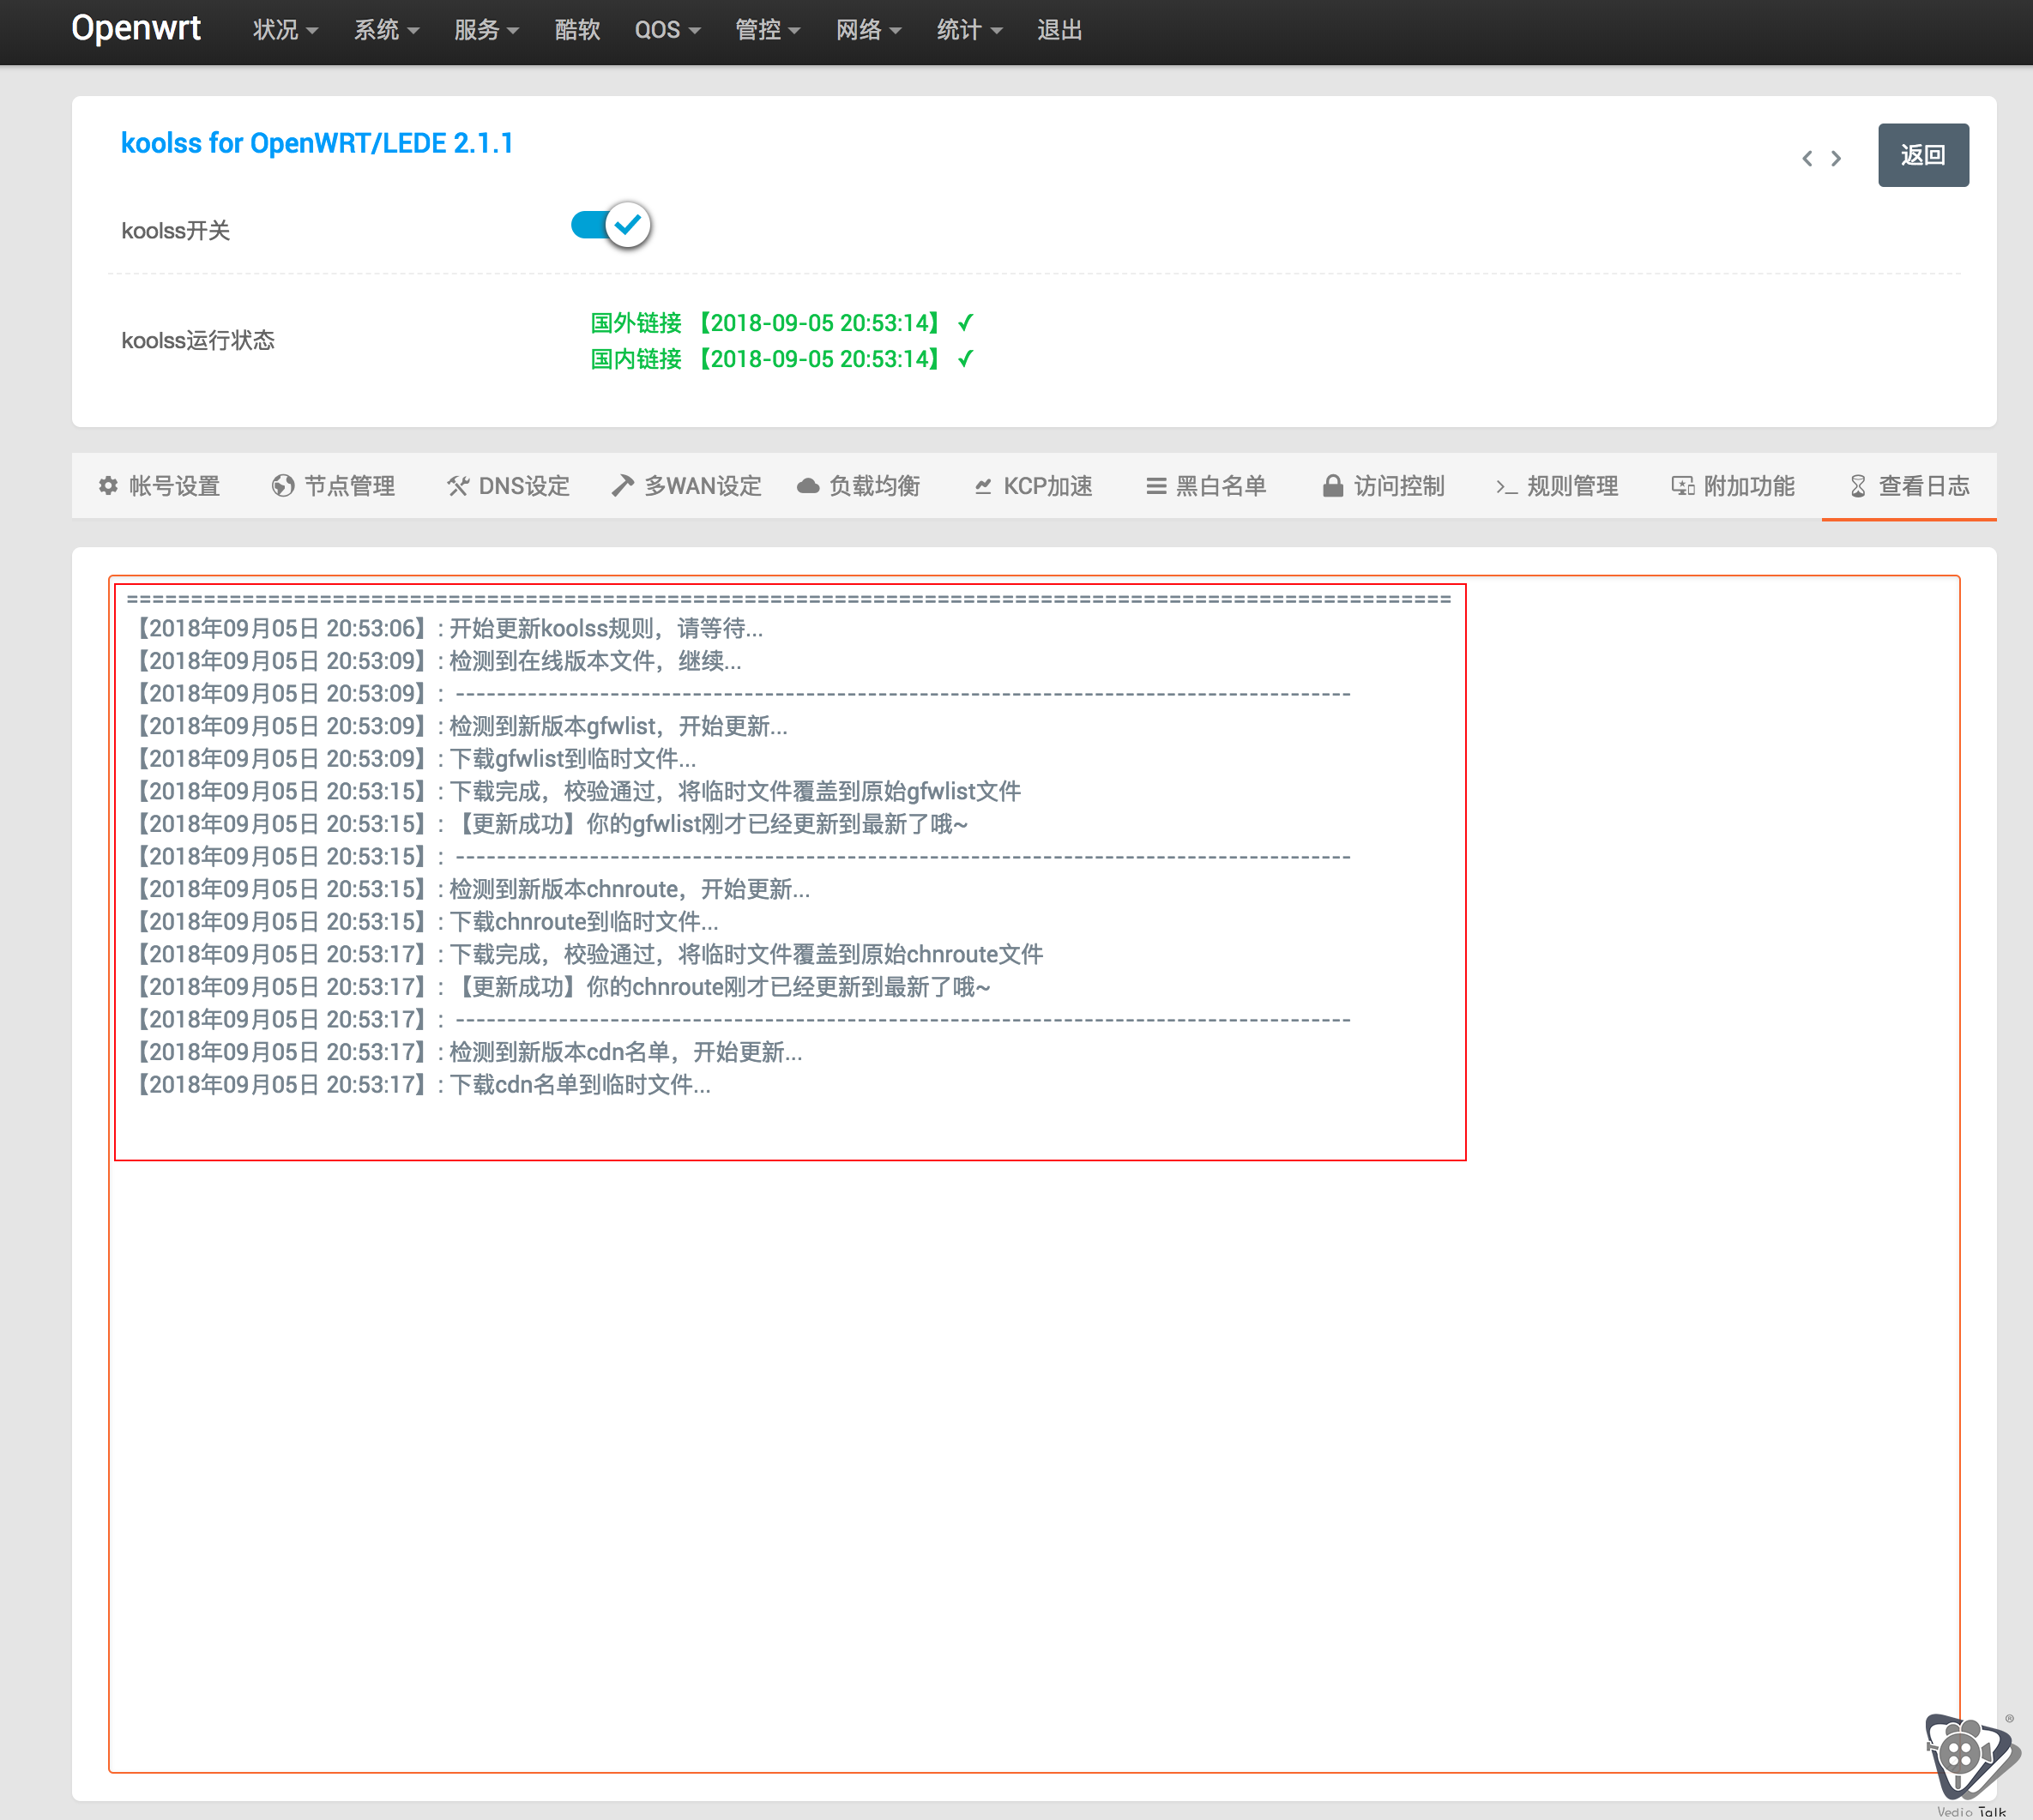 Openwrt 状况 系统 服务 酷软 QOS 管控 网络 统计 退出
koolss for OpenWRT/LEDE 2.1.1
返回
koolss开关
koolss运行状态
国外链接 【2018-09-05 20:53:14】 ✓
国内链接 【2018-09-05 20:53:14】 ✓
帐号设置 节点管理 DNS设定 多WAN设定 负载均衡 KCP加速 黑白名单 访问控制 规则管理 附加功能 查看日志
====================================================================================================
【2018年09月05日 20:53:06】: 开始更新koolss规则，请等待...
【2018年09月05日 20:53:09】: 检测到在线版本文件，继续...
【2018年09月05日 20:53:09】: ----------------------------------------------------------------------------------------
【2018年09月05日 20:53:09】: 检测到新版本gfwlist，开始更新...
【2018年09月05日 20:53:09】: 下载gfwlist到临时文件...
【2018年09月05日 20:53:15】: 下载完成，校验通过，将临时文件覆盖到原始gfwlist文件
【2018年09月05日 20:53:15】: 【更新成功】你的gfwlist刚才已经更新到最新了哦~
【2018年09月05日 20:53:15】: ----------------------------------------------------------------------------------------
【2018年09月05日 20:53:15】: 检测到新版本chnroute，开始更新...
【2018年09月05日 20:53:15】: 下载chnroute到临时文件...
【2018年09月05日 20:53:17】: 下载完成，校验通过，将临时文件覆盖到原始chnroute文件
【2018年09月05日 20:53:17】: 【更新成功】你的chnroute刚才已经更新到最新了哦~
【2018年09月05日 20:53:17】: ----------------------------------------------------------------------------------------
【2018年09月05日 20:53:17】: 检测到新版本cdn名单，开始更新...
【2018年09月05日 20:53:17】: 下载cdn名单到临时文件...
®
Vedio Talk